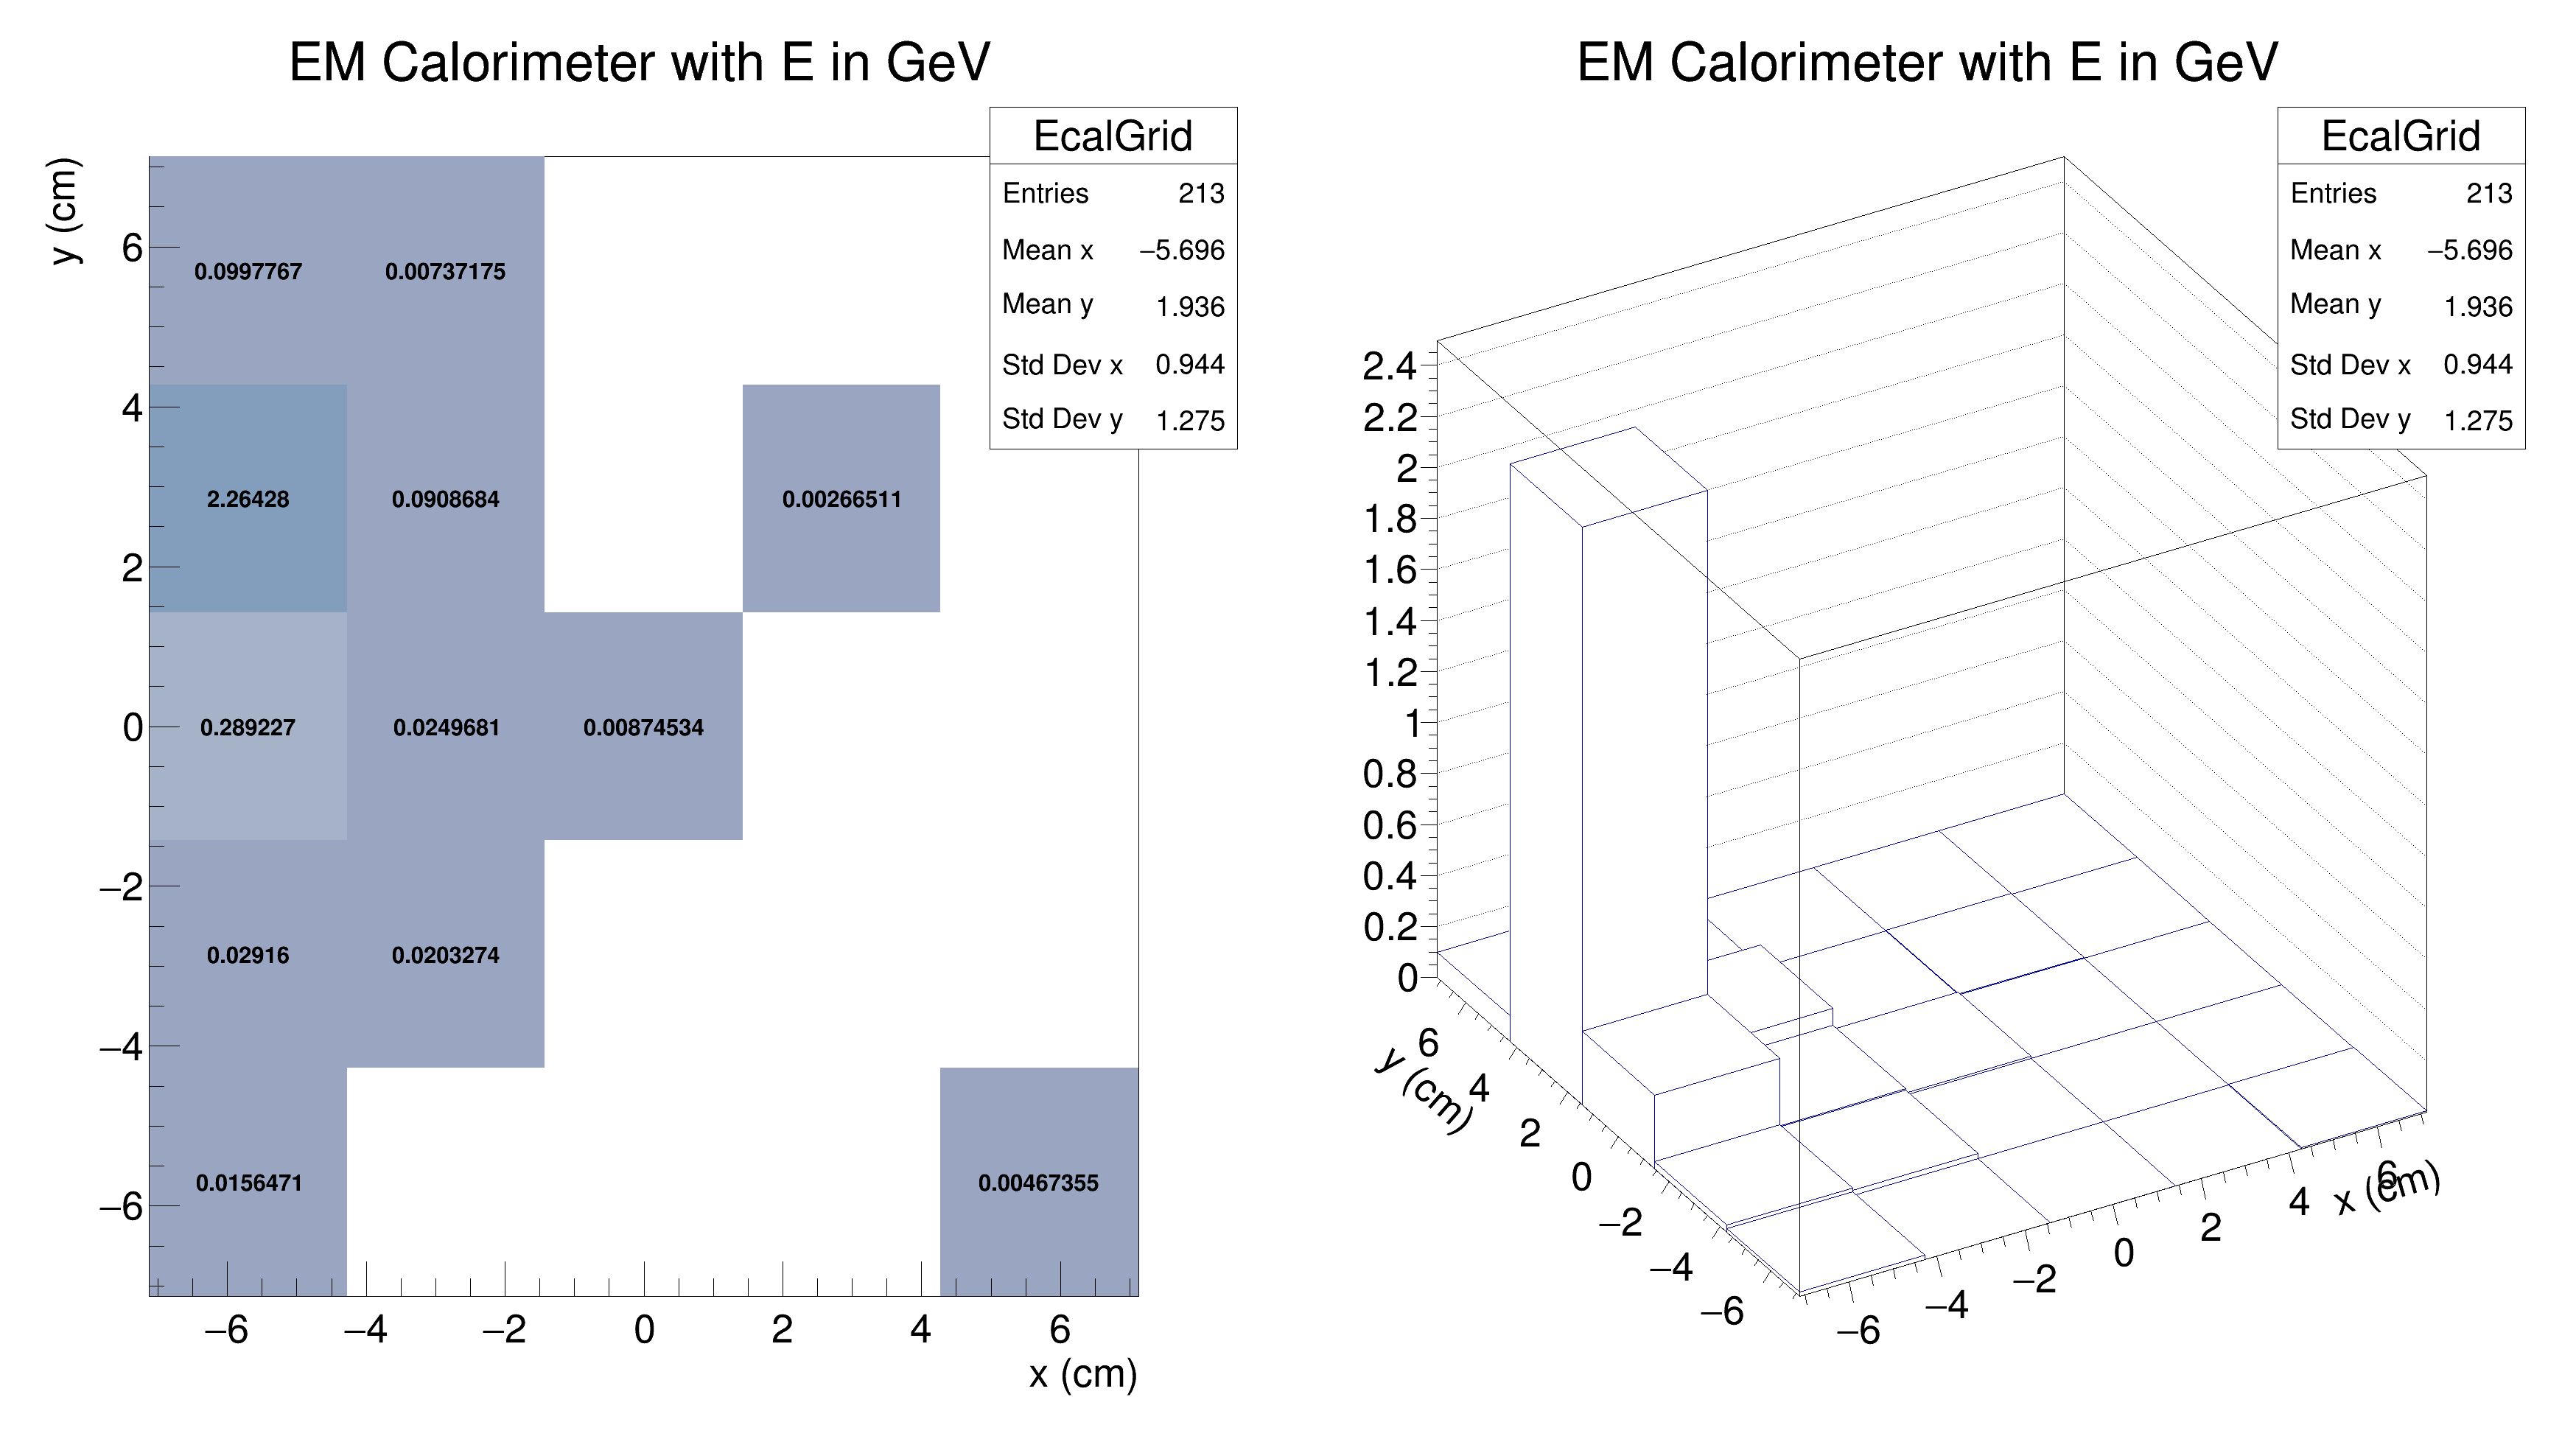 EM Calorimeter with E in GeV
EcalGrid
Entries 213
Mean x −5.696
Mean y 1.936
Std Dev x 0.944
Std Dev y 1.275
y (cm)
6
4
2
0
−2
−4
−6
0.0997767 0.00737175
2.26428 0.0908684 0.00266511
0.289227 0.0249681 0.00874534
0.02916 0.0203274
0.0156471 0.00467355
−6 −4 −2 0 2 4 6
x (cm)
EM Calorimeter with E in GeV
EcalGrid
Entries 213
Mean x −5.696
Mean y 1.936
Std Dev x 0.944
Std Dev y 1.275
2.4
2.2
2
1.8
1.6
1.4
1.2
1
0.8
0.6
0.4
0.2
0
6
4
2
0
−2
−4
−6
y (cm)
−6
−4
−2
0
2
4
6
x (cm)